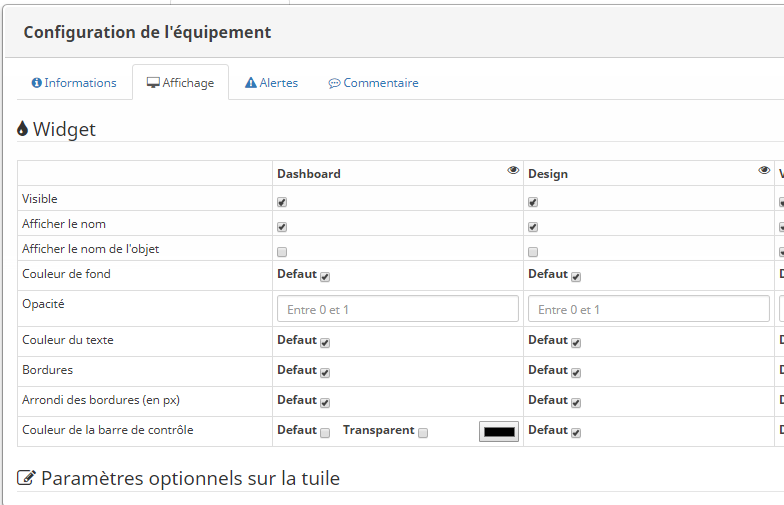 Configuration de l'équipement
Informations Affichage Alertes Commentaire
Widget
Dashboard Design V
Visible
Afficher le nom
Afficher le nom de l'objet
Couleur de fond Defaut Defaut D
Opacité Entre 0 et 1 Entre 0 et 1
Couleur du texte Defaut Defaut D
Bordures Defaut Defaut D
Arrondi des bordures (en px) Defaut Defaut D
Couleur de la barre de contrôle Defaut Transparent Defaut D
Paramètres optionnels sur la tuile